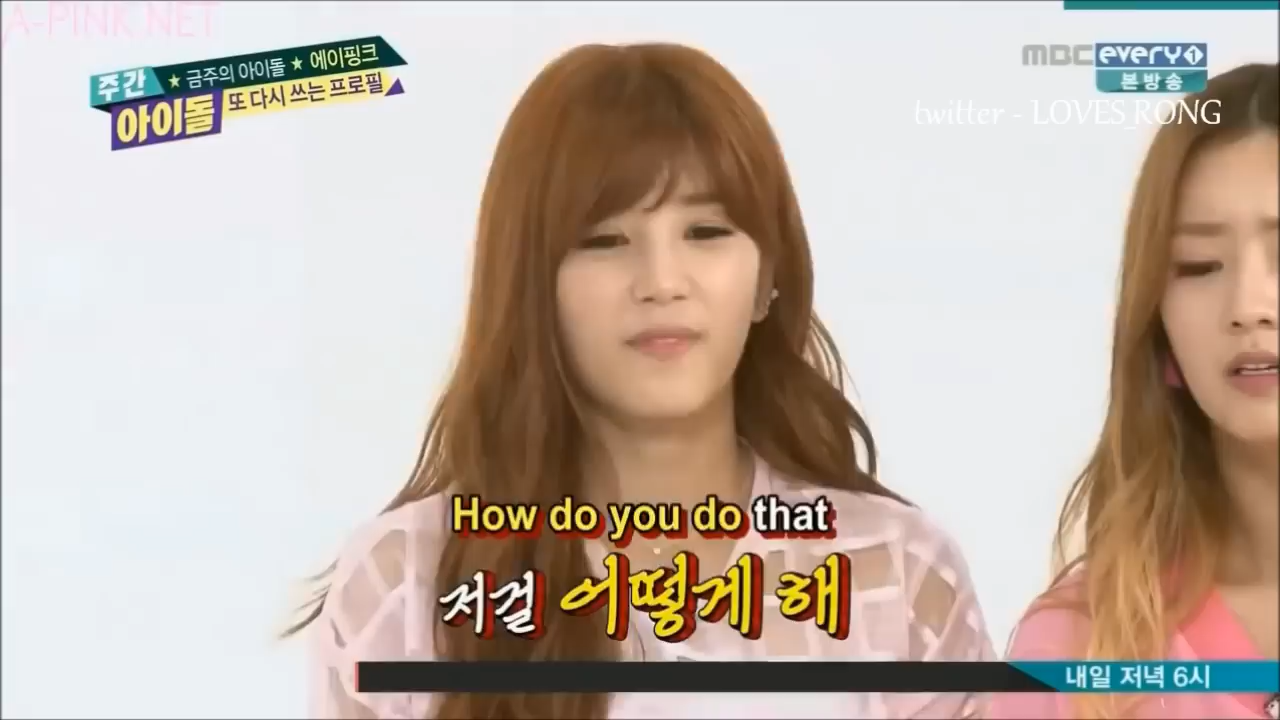 A-PINK NET
주간 ★ 금주의 아이돌 ★ 에이핑크
아이돌 또 다시 쓰는 프로필
MBC every1
본방송
twitter - LOVES_RONG
How do you do that
저걸 어떻게 해
내일 저녁 6시